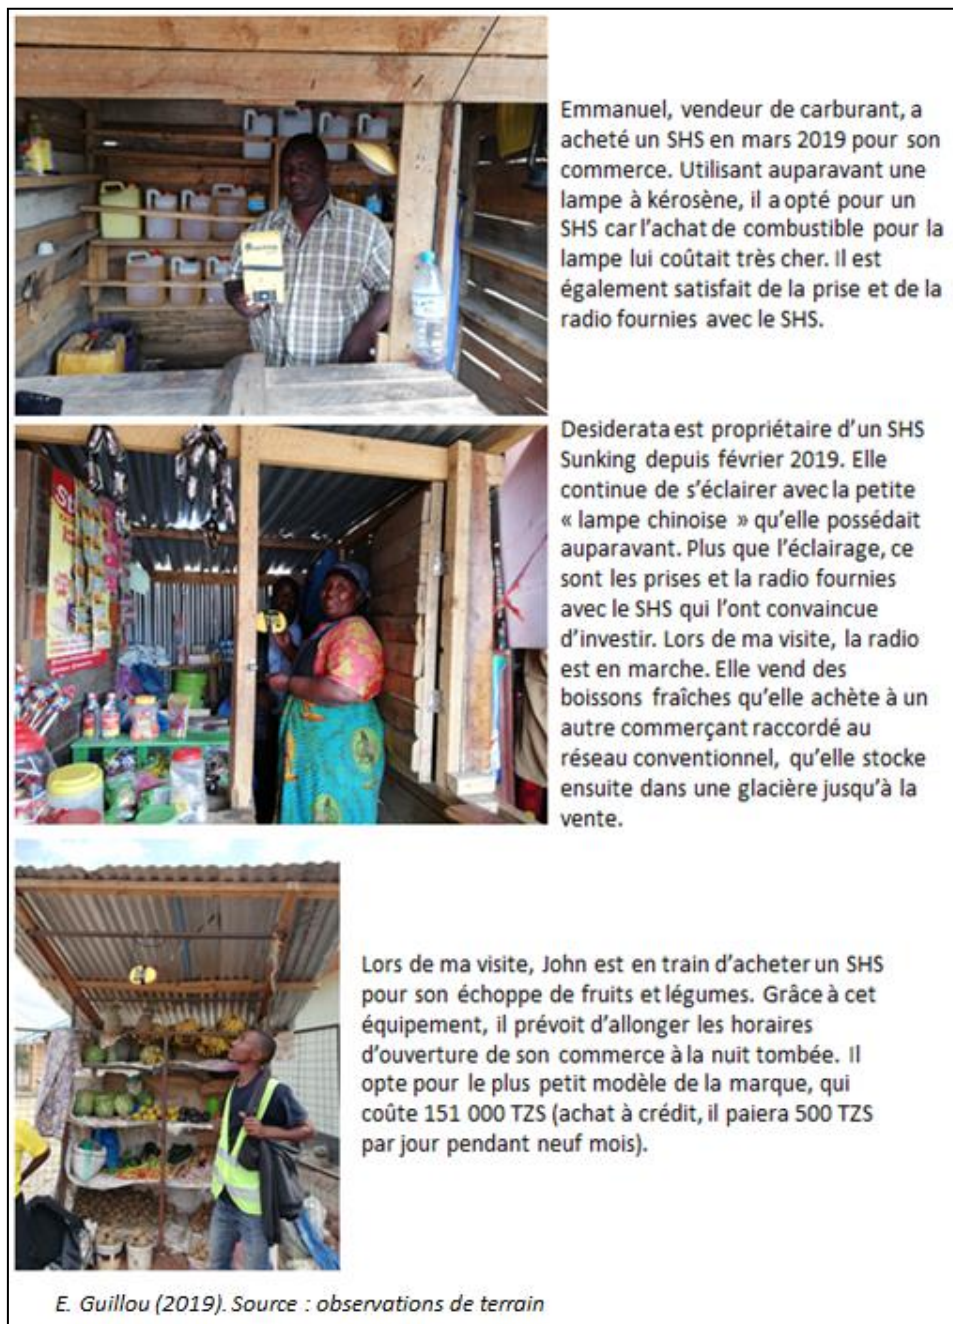 Emmanuel, vendeur de carburant, a
acheté un SHS en mars 2019 pour son
commerce. Utilisant auparavant une
lampe à kérosène, il a opté pour un
SHS car l'achat de combustible pour la
lampe lui coûtait très cher. Il est
également satisfait de la prise et de la
radio fournies avec le SHS.
Desiderata est propriétaire d'un SHS
Sunking depuis février 2019. Elle
continue de s'éclairer avec la petite
« lampe chinoise » qu'elle possédait
auparavant. Plus que l'éclairage, ce
sont les prises et la radio fournies
avec le SHS qui l'ont convaincue
d'investir. Lors de ma visite, la radio
est en marche. Elle vend des
boissons fraîches qu'elle achète à un
autre commerçant raccordé au
réseau conventionnel, qu'elle stocke
ensuite dans une glacière jusqu'à la
vente.
Lors de ma visite, John est en train d'acheter un SHS
pour son échoppe de fruits et légumes. Grâce à cet
équipement, il prévoit d'allonger les horaires
d'ouverture de son commerce à la nuit tombée. Il
opte pour le plus petit modèle de la marque, qui
coûte 151 000 TZS (achat à crédit, il paiera 500 TZS
par jour pendant neuf mois).
E. Guillou (2019). Source : observations de terrain